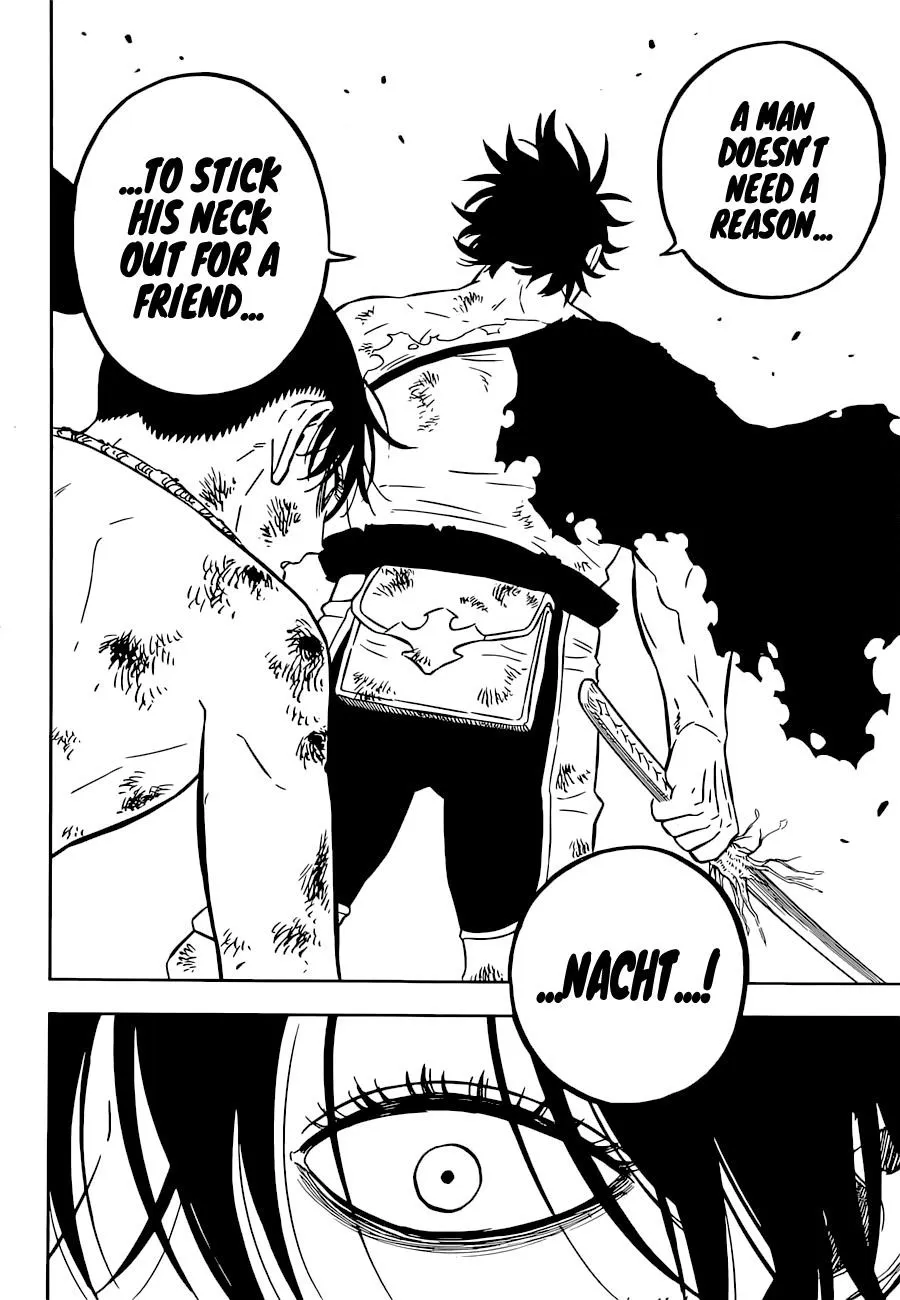 A MAN
DOESN'T
NEED A
REASON...
...TO STICK
HIS NECK
OUT FOR A
FRIEND...
...NACHT...!